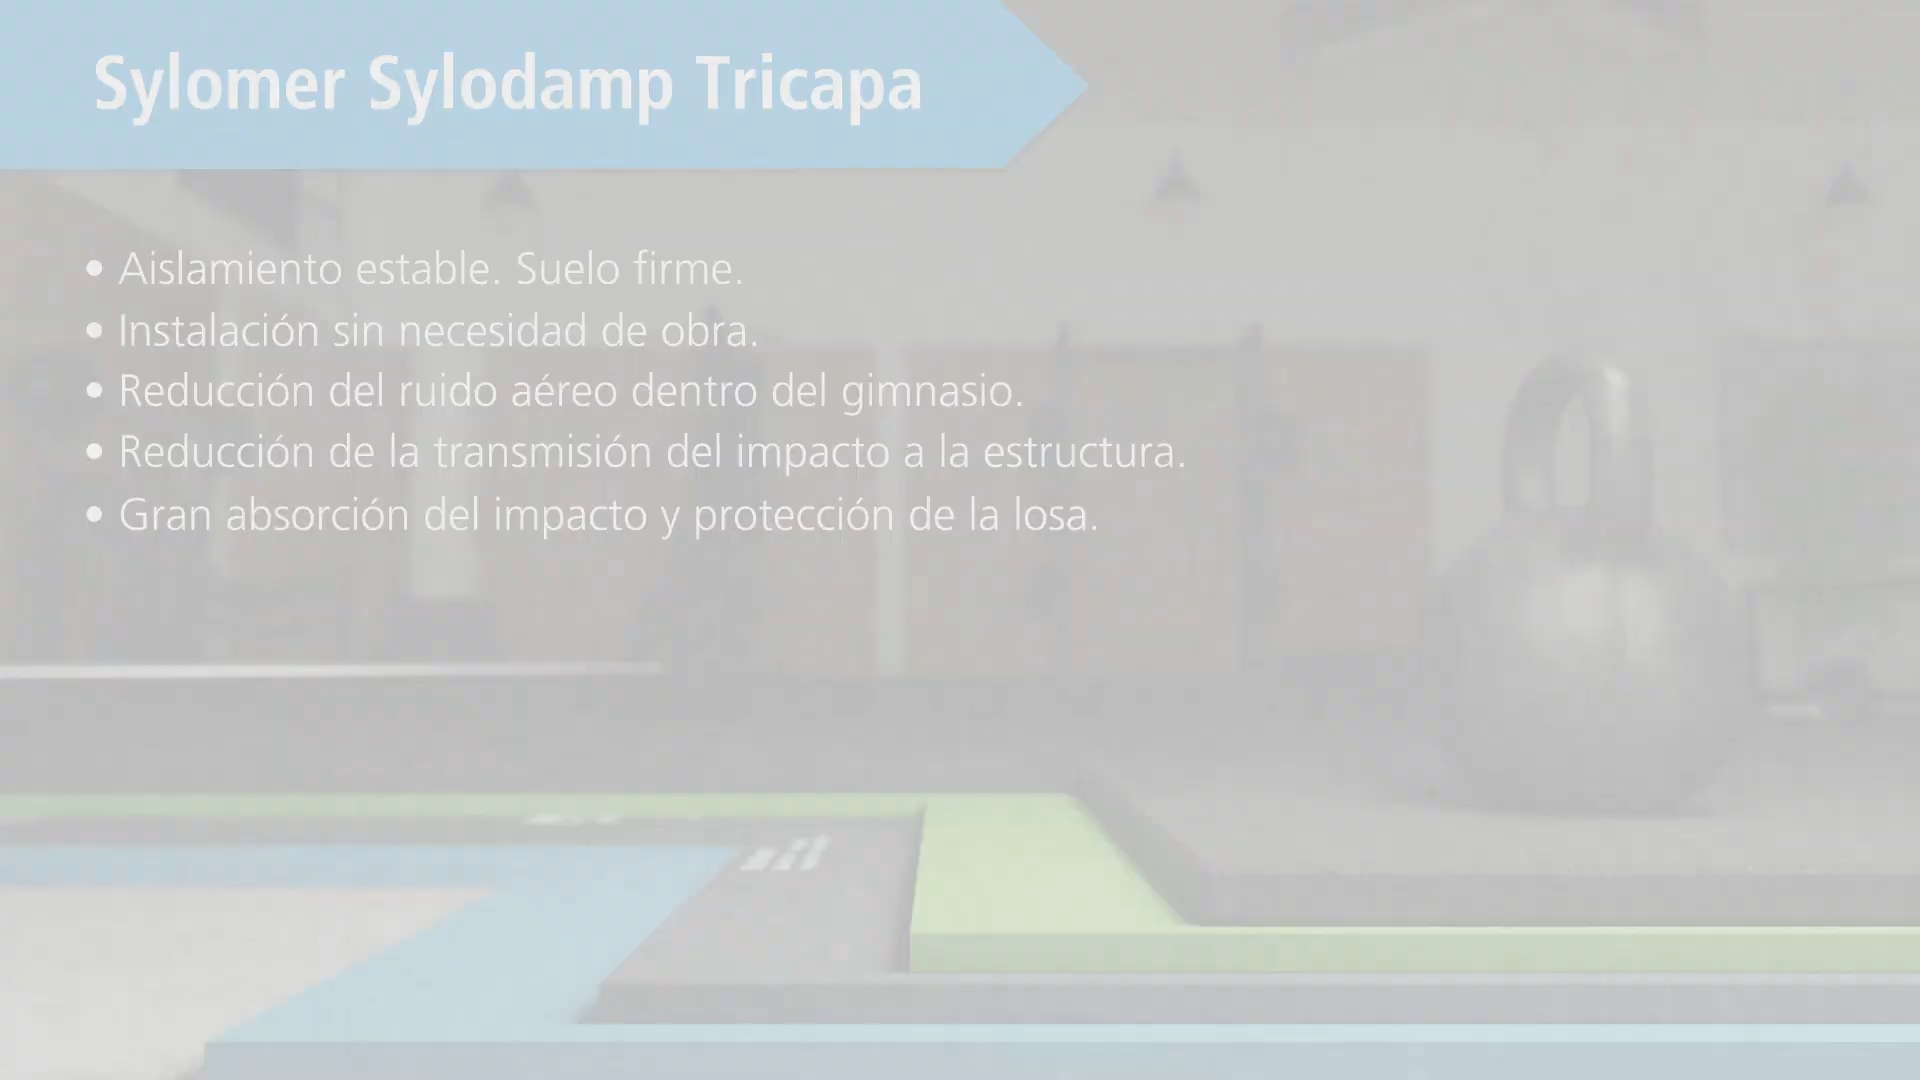 Sylomer Sylodamp Tricapa
• Aislamiento estable. Suelo firme.
• Instalación sin necesidad de obra.
• Reducción del ruido aéreo dentro del gimnasio.
• Reducción de la transmisión del impacto a la estructura.
• Gran absorción del impacto y protección de la losa.